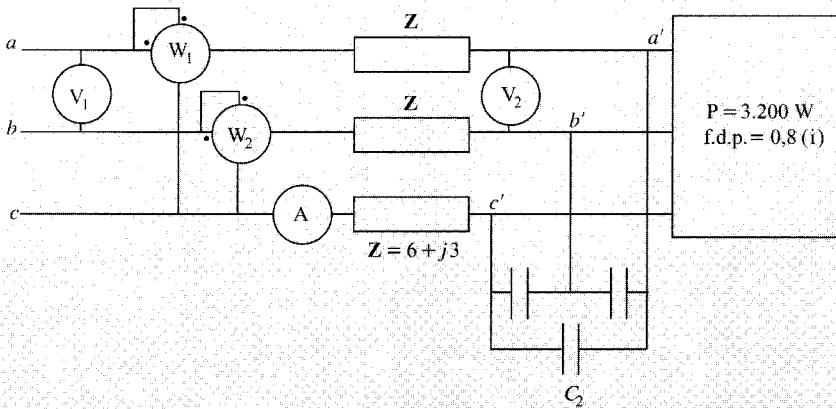 Z
a
W₁
a'
V₁
V₂
Z
b
W₂
b'
P = 3.200 W
f.d.p. = 0,8 (i)
c
A
c'
Z = 6 + j3
C₂